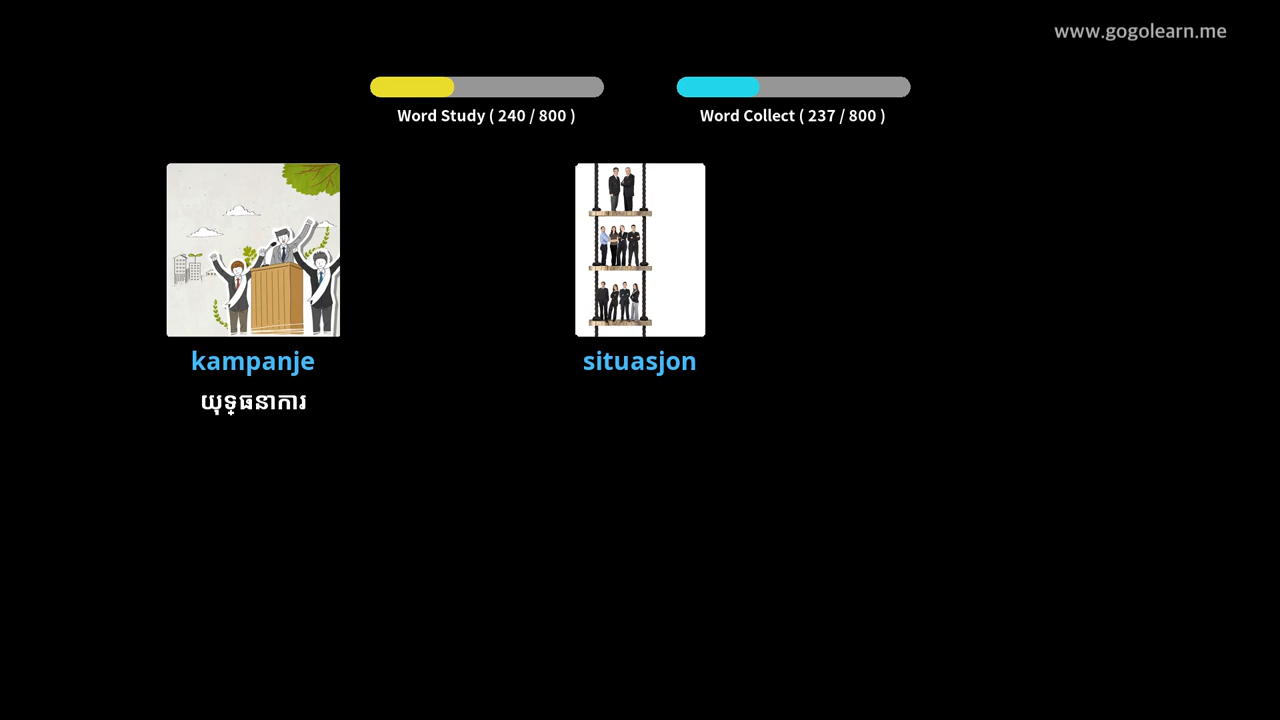 www.gogolearn.me
Word Study ( 240 / 800 )
Word Collect ( 237 / 800 )
kampanje
situasjon
យុទ្ធនាការ